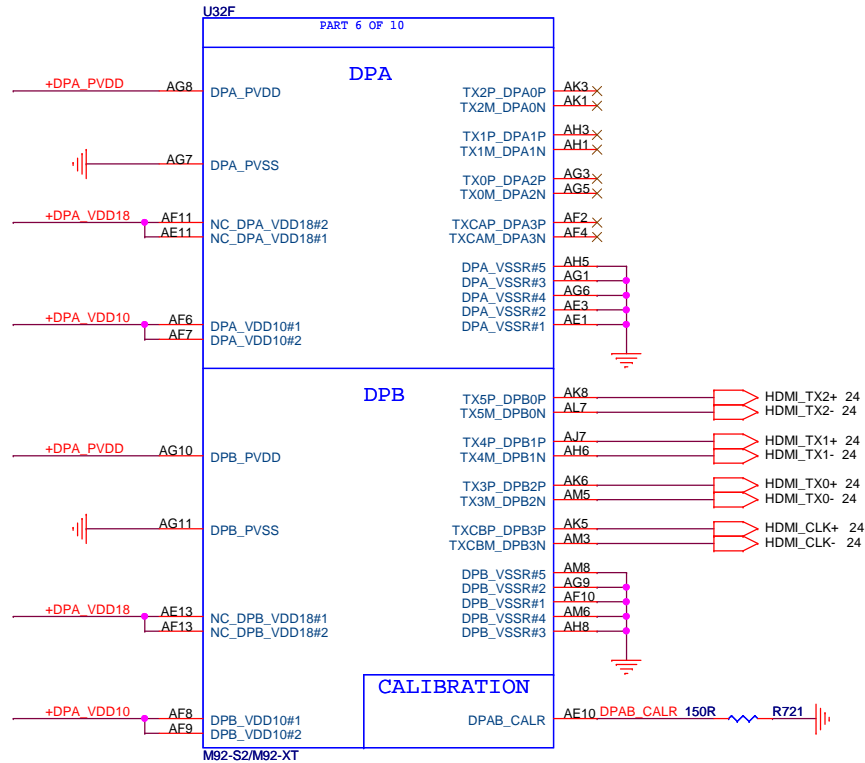 U32F
PART 6 OF 10
DPA
+DPA_PVDD AG8 DPA_PVDD
TX2P_DPA0P AK3
TX2M_DPA0N AK1
TX1P_DPA1P AH3
TX1M_DPA1N AH1
AG7 DPA_PVSS
TX0P_DPA2P AG3
TX0M_DPA2N AG5
+DPA_VDD18 AF11 NC_DPA_VDD18#2
AE11 NC_DPA_VDD18#1
TXCAP_DPA3P AF2
TXCAM_DPA3N AF4
DPA_VSSR#5 AH5
DPA_VSSR#3 AG1
DPA_VSSR#4 AG6
DPA_VSSR#2 AE3
DPA_VSSR#1 AE1
+DPA_VDD10 AF6 DPA_VDD10#1
AF7 DPA_VDD10#2
DPB
TX5P_DPB0P AK8 HDMI_TX2+ 24
TX5M_DPB0N AL7 HDMI_TX2- 24
TX4P_DPB1P AJ7 HDMI_TX1+ 24
TX4M_DPB1N AH6 HDMI_TX1- 24
+DPA_PVDD AG10 DPB_PVDD
TX3P_DPB2P AK6 HDMI_TX0+ 24
TX3M_DPB2N AM5 HDMI_TX0- 24
AG11 DPB_PVSS
TXCBP_DPB3P AK5 HDMI_CLK+ 24
TXCBM_DPB3N AM3 HDMI_CLK- 24
DPB_VSSR#5 AM8
DPB_VSSR#2 AG9
DPB_VSSR#1 AF10
DPB_VSSR#4 AM6
DPB_VSSR#3 AH8
+DPA_VDD18 AE13 NC_DPB_VDD18#1
AF13 NC_DPB_VDD18#2
CALIBRATION
+DPA_VDD10 AF8 DPB_VDD10#1
AF9 DPB_VDD10#2
DPAB_CALR AE10 DPAB_CALR 150R R721
M92-S2/M92-XT